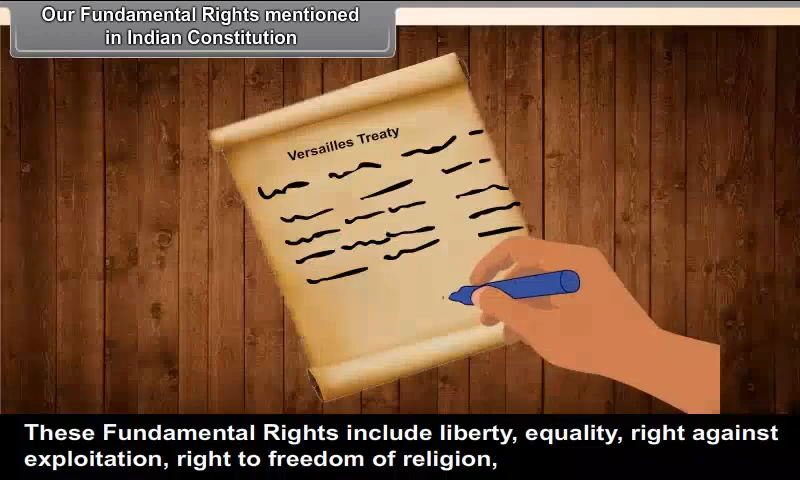 Our Fundamental Rights mentioned
in Indian Constitution
Versailles Treaty
These Fundamental Rights include liberty, equality, right against
exploitation, right to freedom of religion,